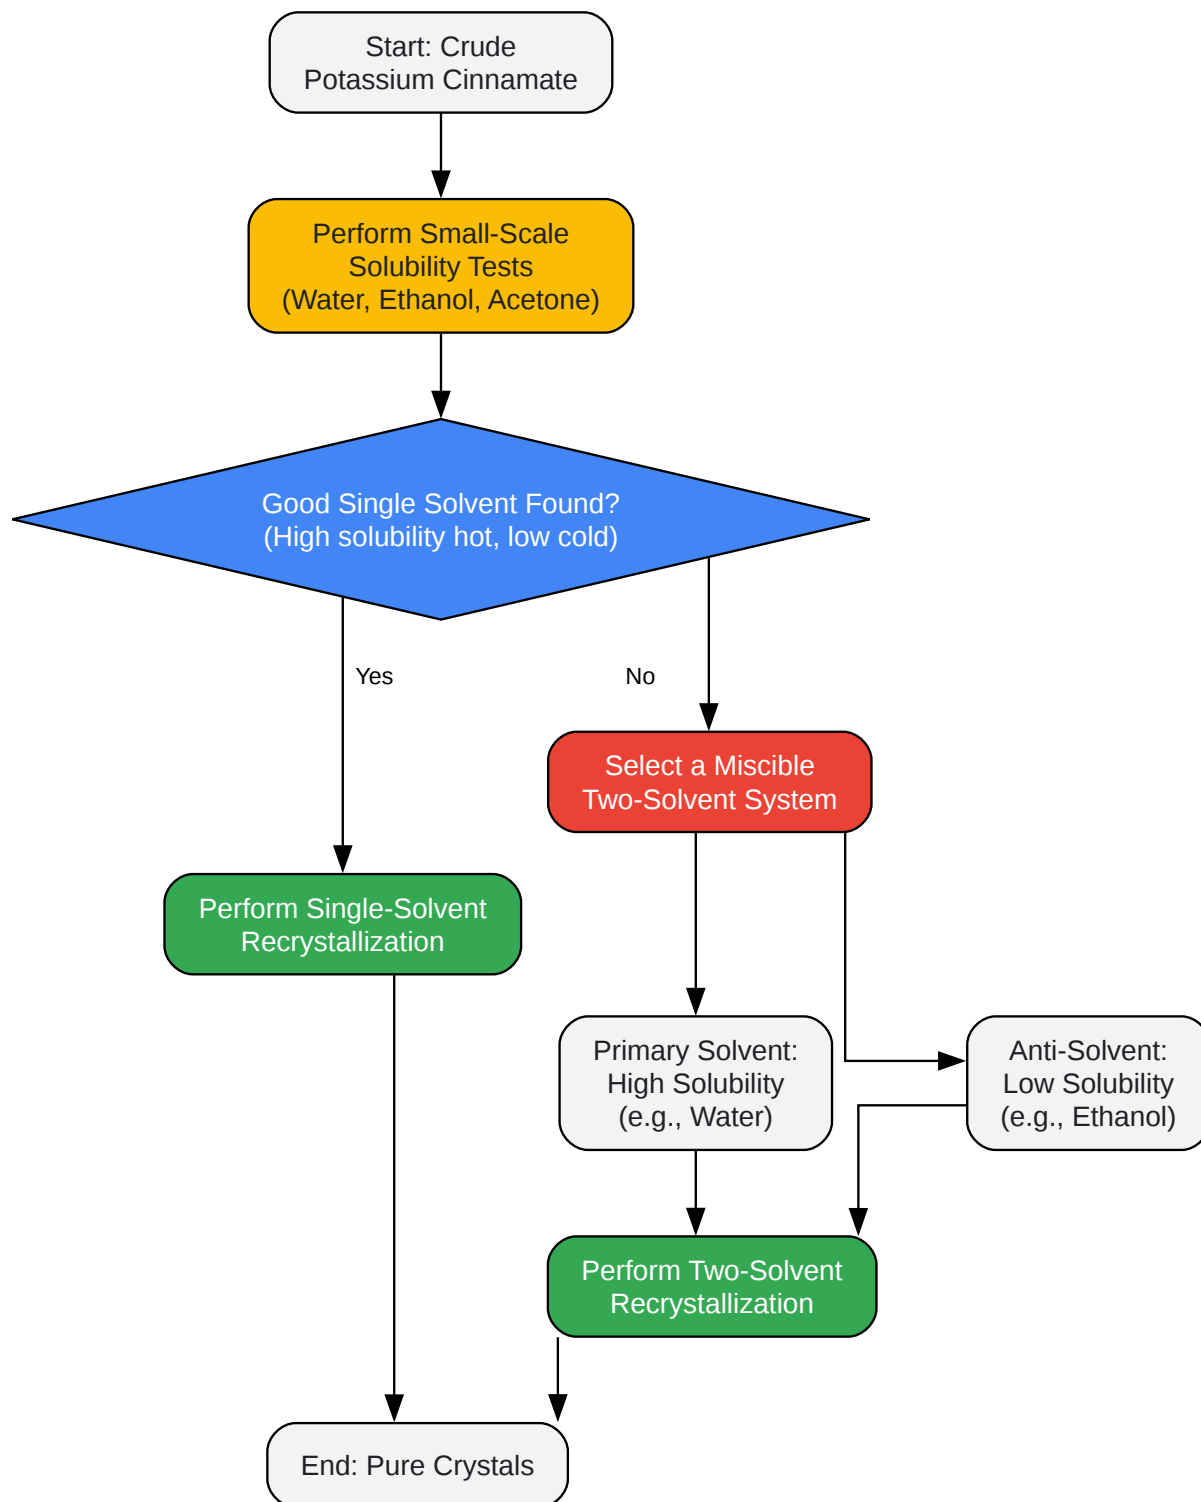 Start: Crude
Potassium Cinnamate
Perform Small-Scale
Solubility Tests
(Water, Ethanol, Acetone)
Good Single Solvent Found?
(High solubility hot, low cold)
Yes
No
Select a Miscible
Two-Solvent System
Perform Single-Solvent
Recrystallization
Primary Solvent:
High Solubility
(e.g., Water)
Anti-Solvent:
Low Solubility
(e.g., Ethanol)
Perform Two-Solvent
Recrystallization
End: Pure Crystals